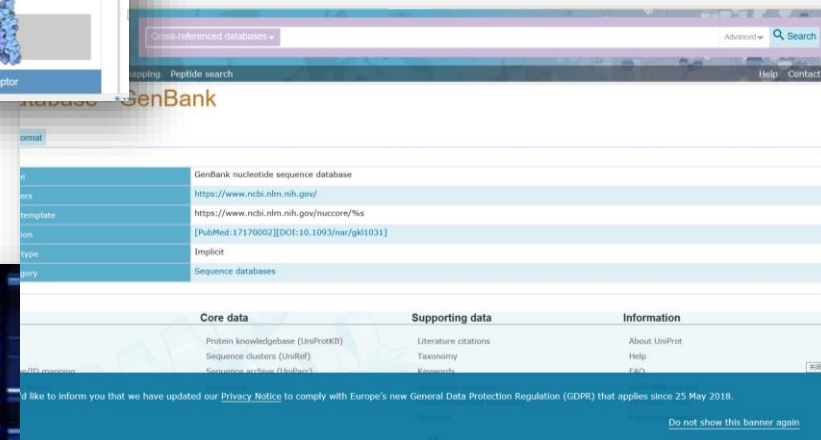 Cross-referenced databases
Advanced
Search
Peptide search
Help Contact
GenBank
GenBank nucleotide sequence database
https://www.ncbi.nlm.nih.gov/
template
https://www.ncbi.nlm.nih.gov/nuccore/%s
[PubMed:17170002][DOI:10.1093/nar/gkl1031]
type
Implicit
Sequence databases
Core data
Supporting data
Information
Protein knowledgebase (UniProtKB)
Literature citations
About UniProt
Sequence clusters (UniRef)
Taxonomy
Help
Sequence archive (UniParc)
Keywords
FAQ
'd like to inform you that we have updated our Privacy Notice to comply with Europe's new General Data Protection Regulation (GDPR) that applies since 25 May 2018.
Do not show this banner again